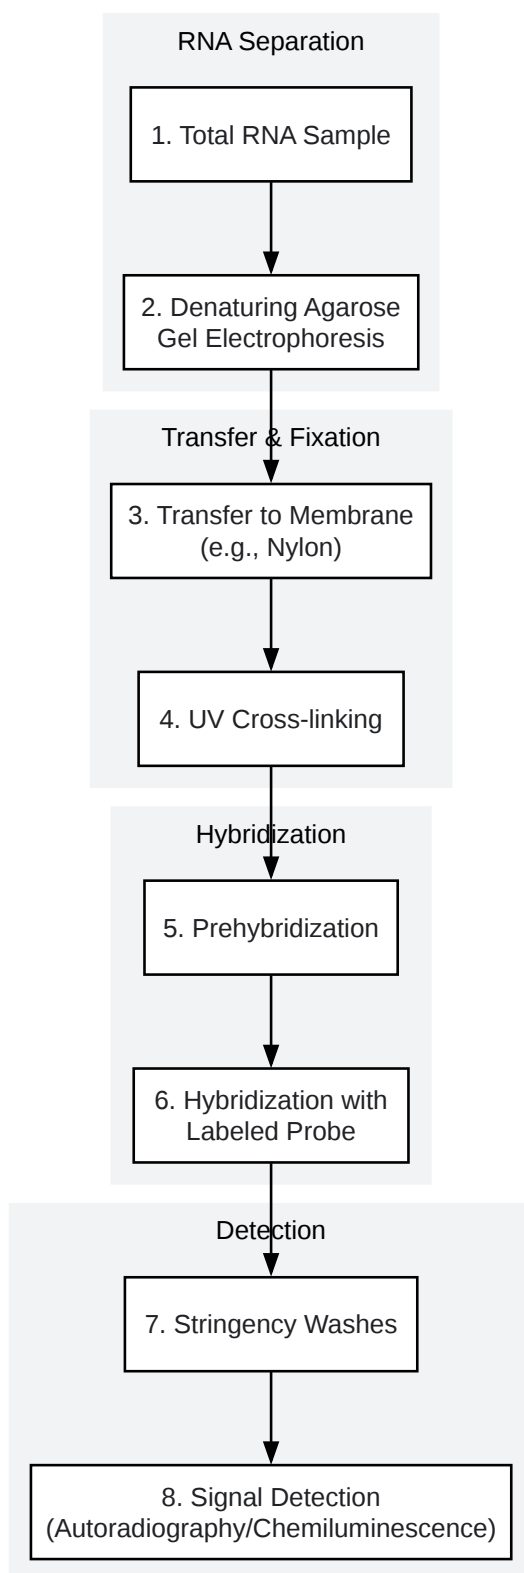 RNA Separation
1. Total RNA Sample
2. Denaturing Agarose
Gel Electrophoresis
Transfer & Fixation
3. Transfer to Membrane
(e.g., Nylon)
4. UV Cross-linking
Hybridization
5. Prehybridization
6. Hybridization with
Labeled Probe
Detection
7. Stringency Washes
8. Signal Detection
(Autoradiography/Chemiluminescence)